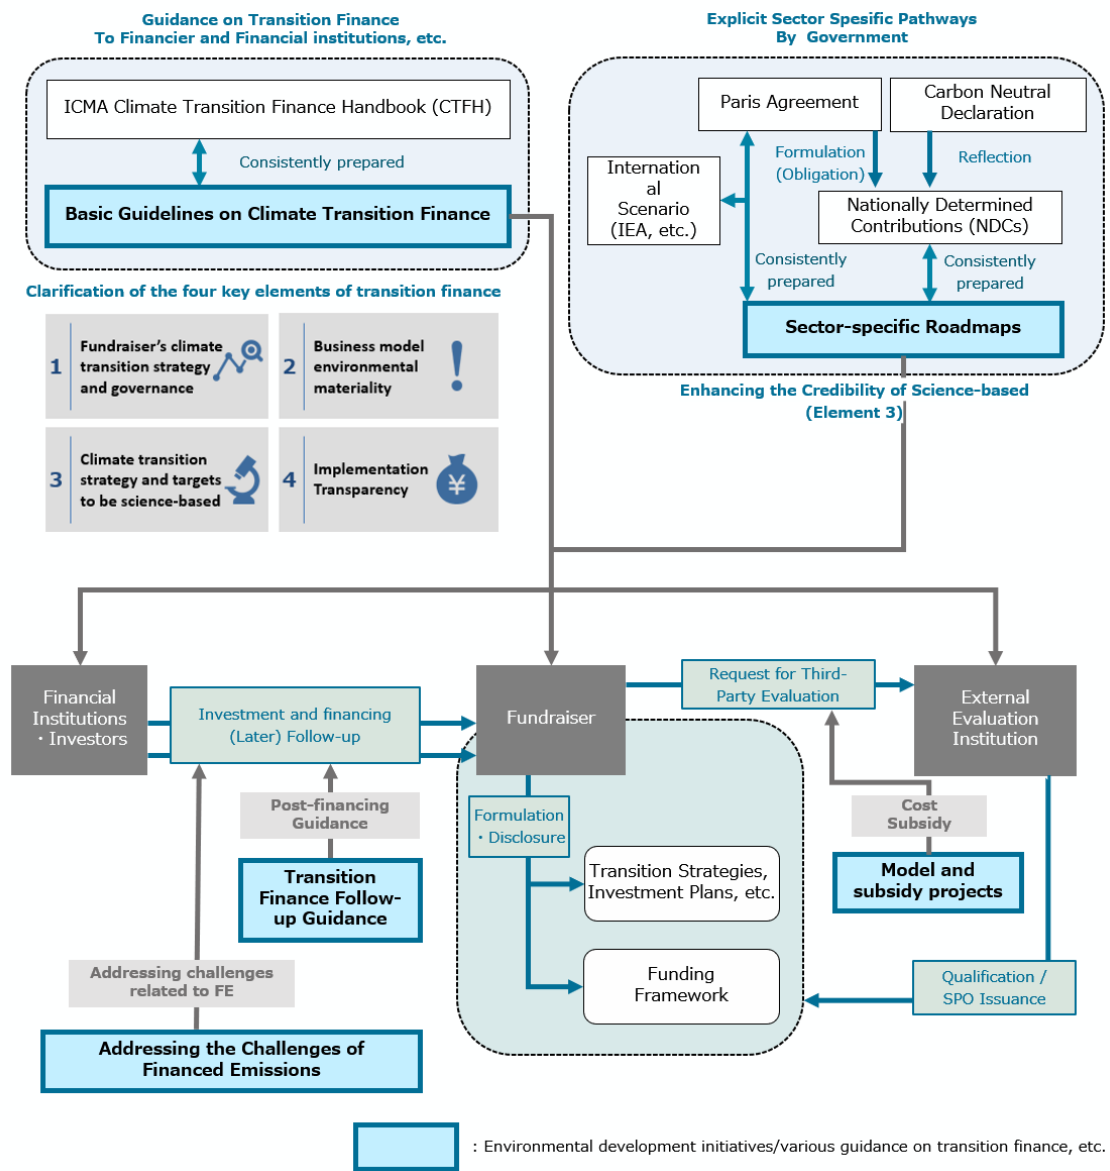 Guidance on Transition Finance
To Financier and Financial institutions, etc.
ICMA Climate Transition Finance Handbook (CTFH)
Consistently prepared
Basic Guidelines on Climate Transition Finance
Clarification of the four key elements of transition finance
1
Fundraiser's climate
transition strategy
and governance
2
Business model
environmental
materiality
3
Climate transition
strategy and targets
to be science-based
4
Implementation
Transparency
¥
Explicit Sector Spesific Pathways
By Government
Paris Agreement
Carbon Neutral
Declaration
Formulation
(Obligation)
Reflection
Internation
al
Scenario
(IEA, etc.)
Nationally Determined
Contributions (NDCs)
Consistently
prepared
Consistently
prepared
Sector-specific Roadmaps
Enhancing the Credibility of Science-based
(Element 3)
Financial
Institutions
・Investors
Investment and financing
(Later) Follow-up
Fundraiser
Request for Third-
Party Evaluation
External
Evaluation
Institution
Post-financing
Guidance
Transition
Finance Follow-
up Guidance
Formulation
・Disclosure
Transition Strategies,
Investment Plans, etc.
Funding
Framework
Cost
Subsidy
Model and
subsidy projects
Qualification /
SPO Issuance
Addressing challenges
related to FE
Addressing the Challenges of
Financed Emissions
: Environmental development initiatives/various guidance on transition finance, etc.